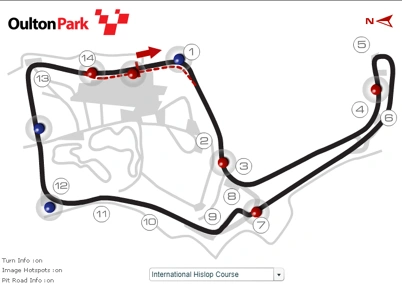 OultonPark
N
14
1
5
13
4
6
2
3
12
8
11
9
7
10
Turn Info :on
Image Hotspots :on
Pit Road Info :on
International Hislop Course